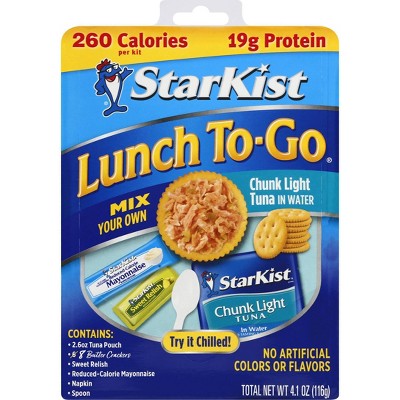 260 Calories
per kit
19g Protein
StarKist
Lunch To-Go®
MIX
YOUR OWN
Chunk Light
Tuna IN WATER
StarKist
Reduced-Calorie
Mayonnaise
Sweet Relish
StarKist
Chunk Light
TUNA
In Water
Try it Chilled!
CONTAINS:
• 2.6oz Tuna Pouch
• 8 Butter Crackers
• Sweet Relish
• Reduced-Calorie Mayonnaise
• Napkin
• Spoon
NO ARTIFICIAL
COLORS OR FLAVORS
TOTAL NET WT 4.1 OZ (116g)